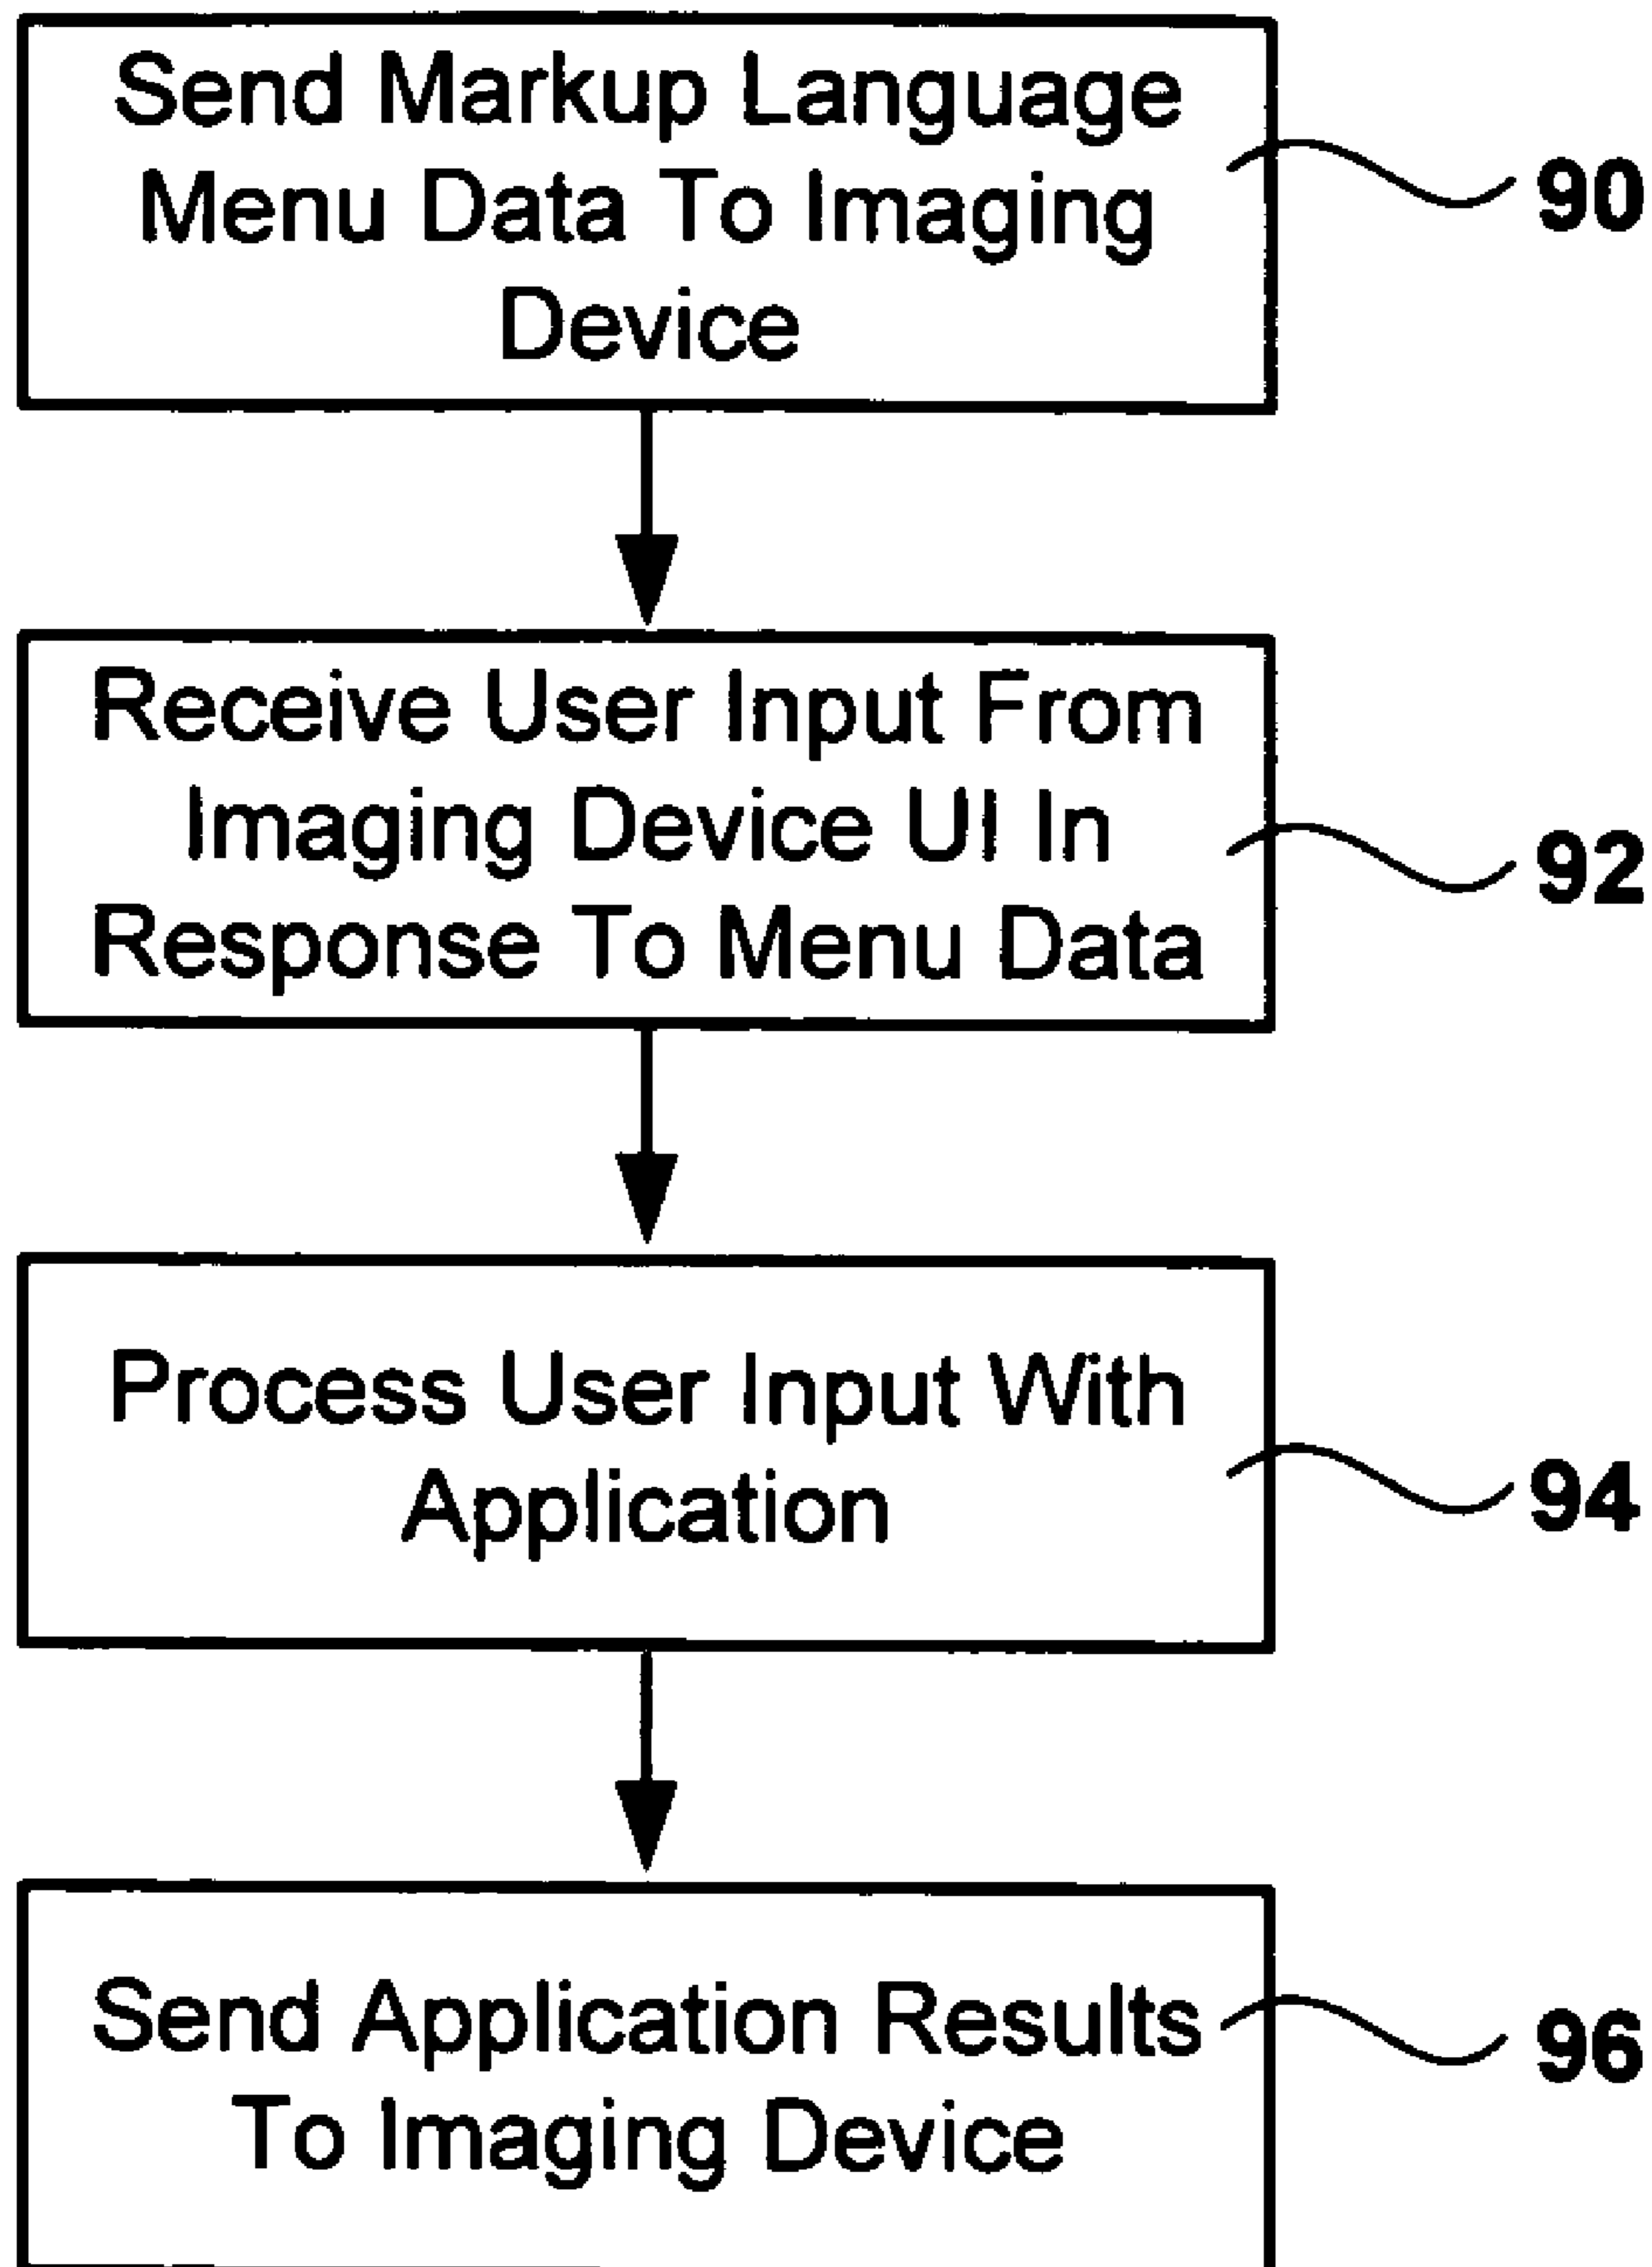 Send Markup Language
Menu Data To Imaging
Device
90
Receive User Input From
Imaging Device UI In
Response To Menu Data
92
Process User Input With
Application
94
Send Application Results
To Imaging Device
96